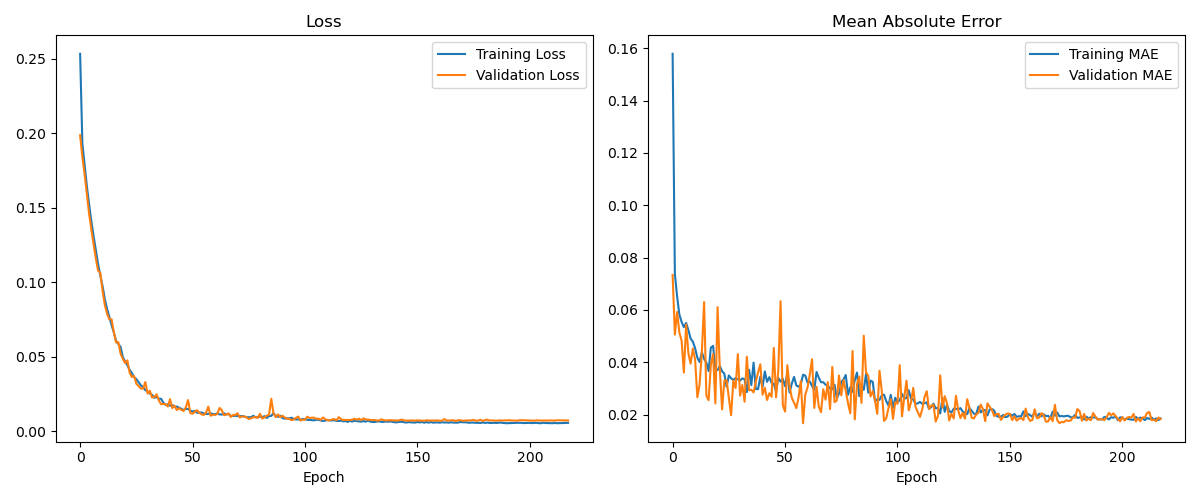 Loss
Training Loss
Validation Loss
0.25
0.20
0.15
0.10
0.05
0.00
0 50 100 150 200
Epoch
Mean Absolute Error
Training MAE
Validation MAE
0.16
0.14
0.12
0.10
0.08
0.06
0.04
0.02
0 50 100 150 200
Epoch